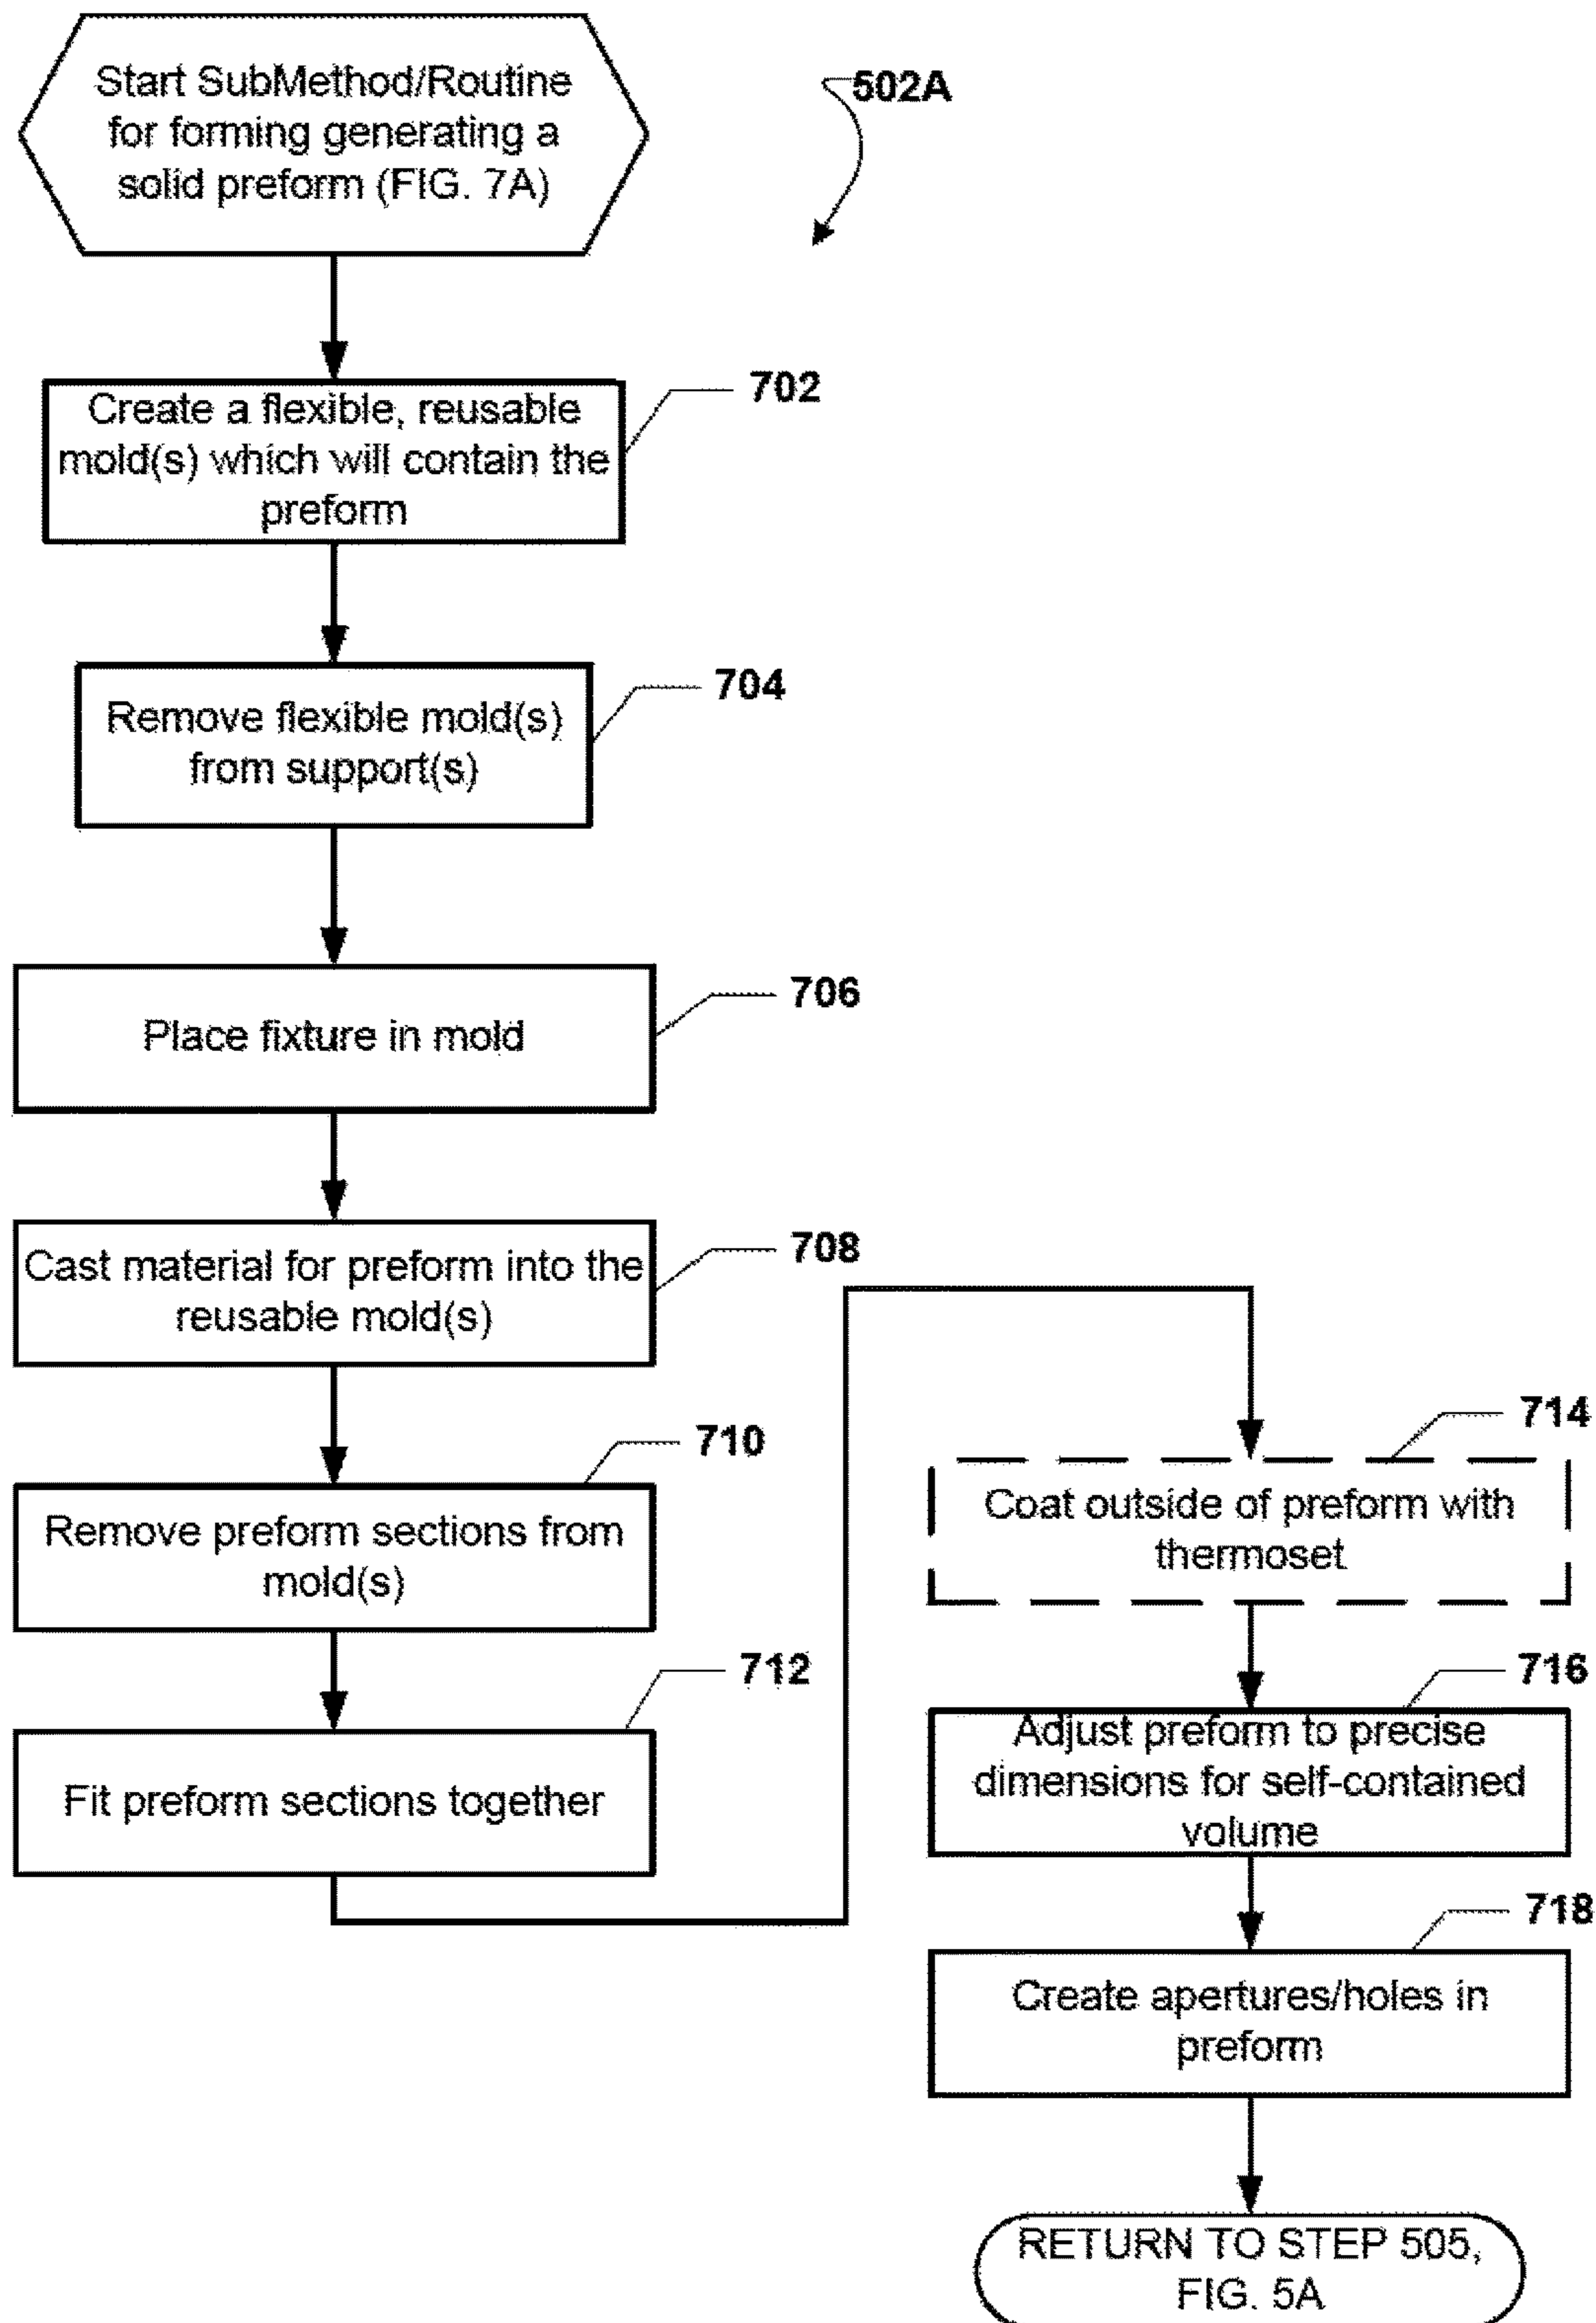 Start SubMethod/Routine
for forming generating a
solid preform (FIG. 7A)
502A
Create a flexible, reusable
mold(s) which will contain the
preform
702
Remove flexible mold(s)
from support(s)
704
Place fixture in mold
706
Cast material for preform into the
reusable mold(s)
708
Remove preform sections from
mold(s)
710
Fit preform sections together
712
Coat outside of preform with
thermoset
714
Adjust preform to precise
dimensions for self-contained
volume
716
Create apertures/holes in
preform
718
RETURN TO STEP 505,
FIG. 5A